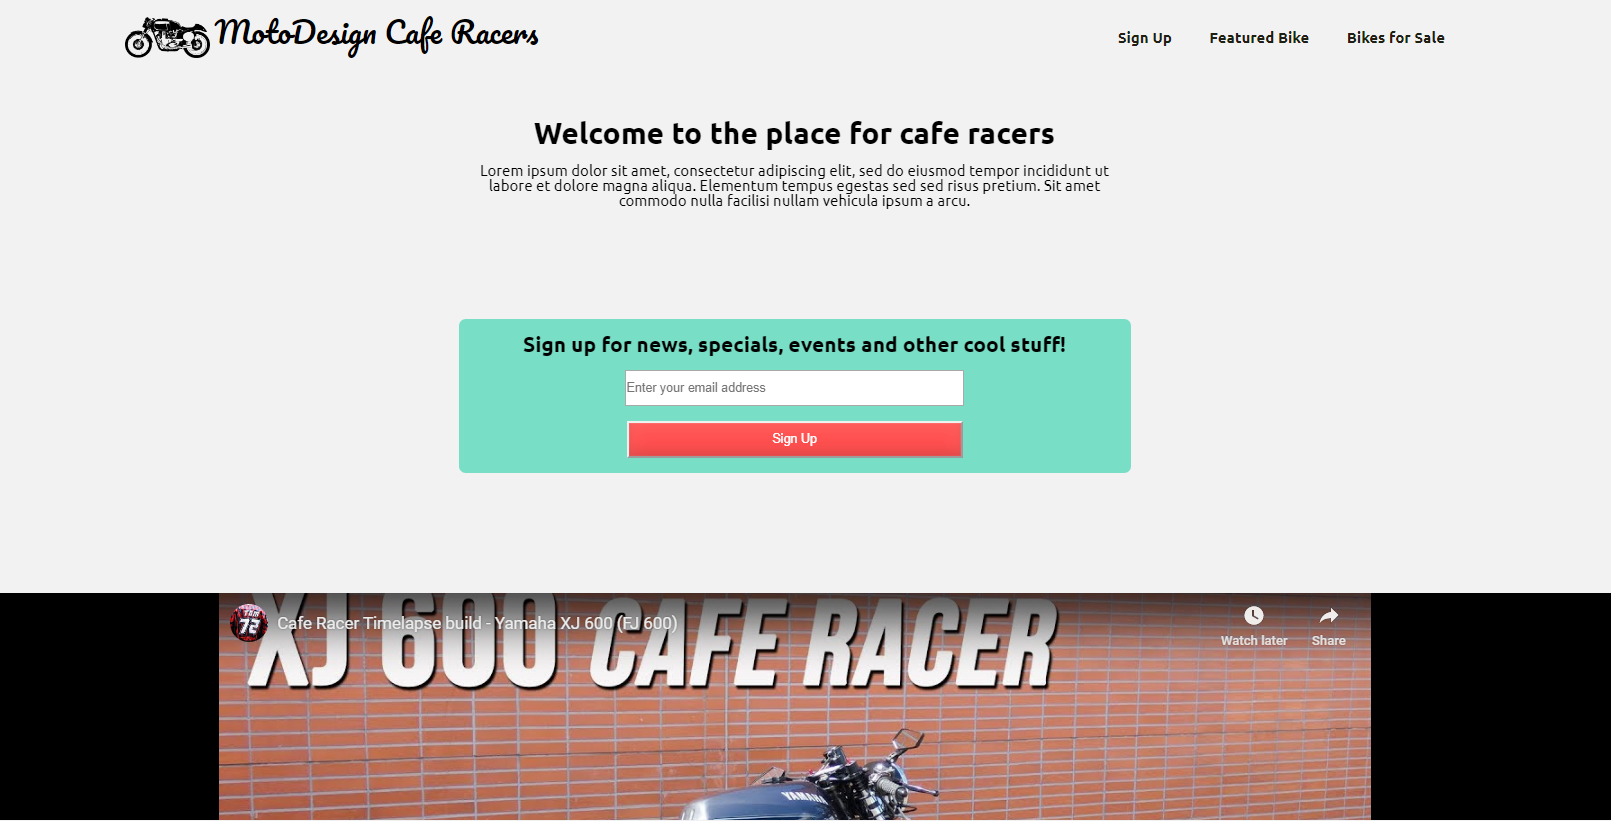 MotoDesign Cafe Racers
Sign Up
Featured Bike
Bikes for Sale
Welcome to the place for cafe racers
Lorem ipsum dolor sit amet, consectetur adipiscing elit, sed do eiusmod tempor incididunt ut
labore et dolore magna aliqua. Elementum tempus egestas sed sed risus pretium. Sit amet
commodo nulla facilisi nullam vehicula ipsum a arcu.
Sign up for news, specials, events and other cool stuff!
Enter your email address
Sign Up
XJ 600 CAFE RACER
TOM
72
Cafe Racer Timelapse build - Yamaha XJ 600 (FJ 600)
Watch later
Share
YAMAHA